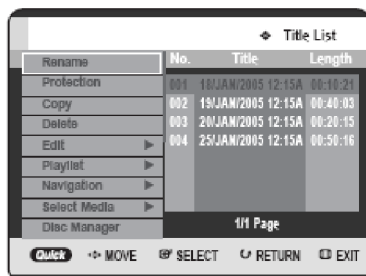 Title List
No. Title Length
Rename
Protection
Copy
Delete
Edit
Playlist
Navigation
Select Media
Disc Manager
001 18/JAN/2005 12:15A 00:10:21
002 19/JAN/2005 12:15A 00:40:03
003 20/JAN/2005 12:15A 00:20:15
004 25/JAN/2005 12:15A 00:50:16
1/1 Page
Quick MOVE SELECT RETURN EXIT